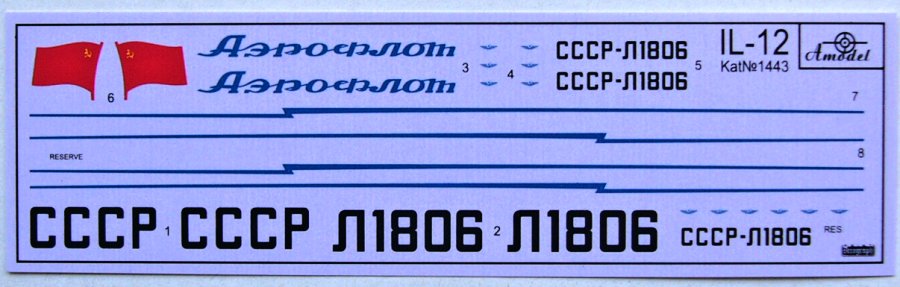 6
Аэрофлот
Аэрофлот
3
4
СССР-Л1806
СССР-Л1806
5
IL-12
Kat№1443
Amodel
7
RESERVE
8
СССР
1
СССР
Л1806
2
Л1806
СССР-Л1806
RES